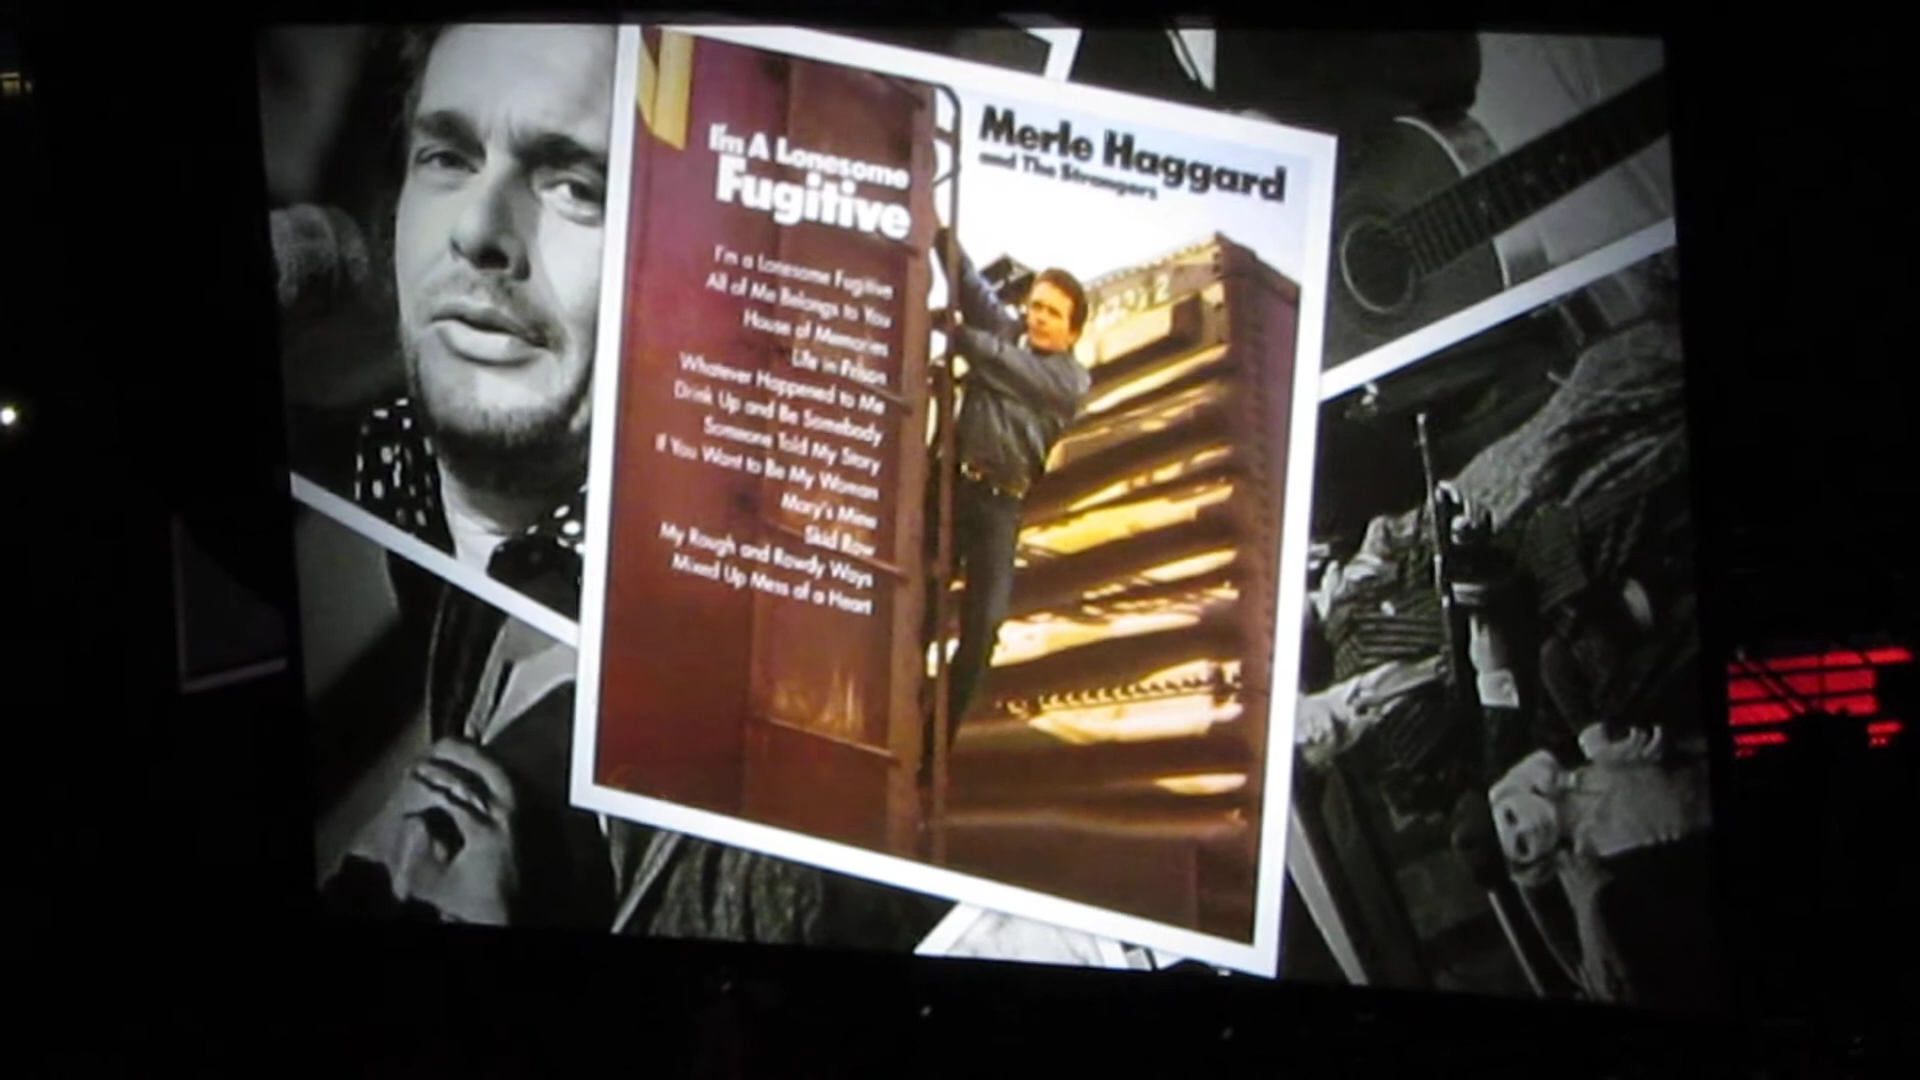 I'm A Lonesome
Fugitive
I'm a Lonesome Fugitive
All of Me Belongs to You
House of Memories
Life in Prison
Whatever Happened to Me
Drink Up and Be Somebody
Someone Told My Story
If You Want to Be My Woman
Mary's Mine
Skid Row
My Rough and Rowdy Ways
Mixed Up Mess of a Heart
Merle Haggard
and The Strangers